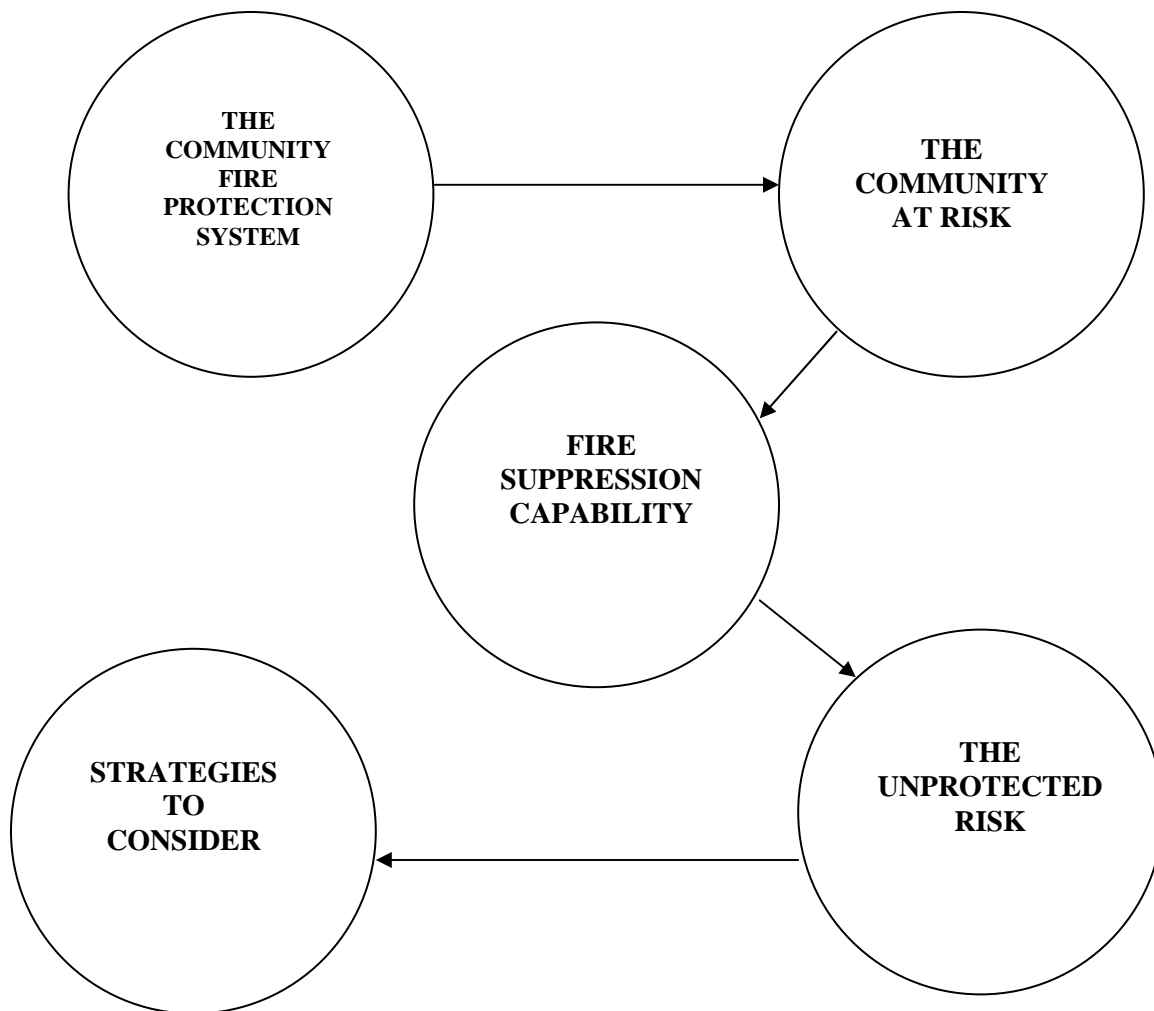 THE
COMMUNITY
FIRE
PROTECTION
SYSTEM
THE
COMMUNITY
AT RISK
FIRE
SUPPRESSION
CAPABILITY
THE
UNPROTECTED
RISK
STRATEGIES
TO
CONSIDER